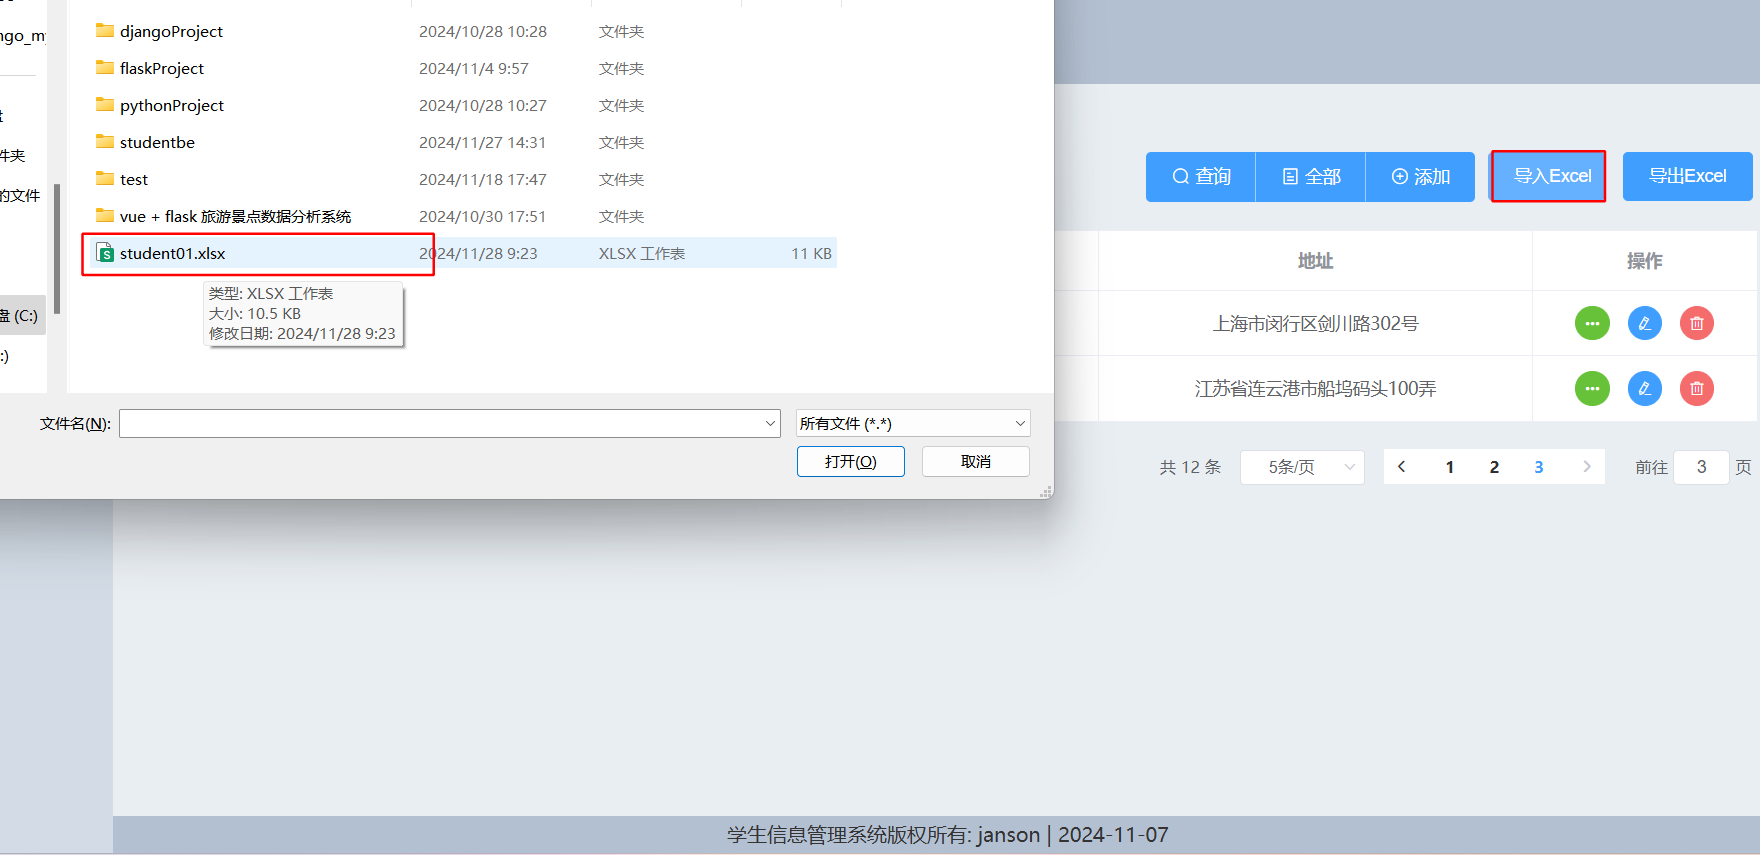 ngo_my
djangoProject 2024/10/28 10:28 文件夹
flaskProject 2024/11/4 9:57 文件夹
pythonProject 2024/10/28 10:27 文件夹
studentbe 2024/11/27 14:31 文件夹
件夹
test 2024/11/18 17:47 文件夹
的文件
vue + flask 旅游景点数据分析系统 2024/10/30 17:51 文件夹
student01.xlsx 2024/11/28 9:23 XLSX 工作表 11 KB
类型: XLSX 工作表
大小: 10.5 KB
修改日期: 2024/11/28 9:23
盘 (C:)
:)
文件名(N):
所有文件 (*.*)
打开(O) 取消
查询 全部 添加 导入Excel 导出Excel
地址 操作
上海市闵行区剑川路302号
江苏省连云港市船坞码头100弄
共 12 条 5条/页 1 2 3 前往 3 页
学生信息管理系统版权所有: janson | 2024-11-07